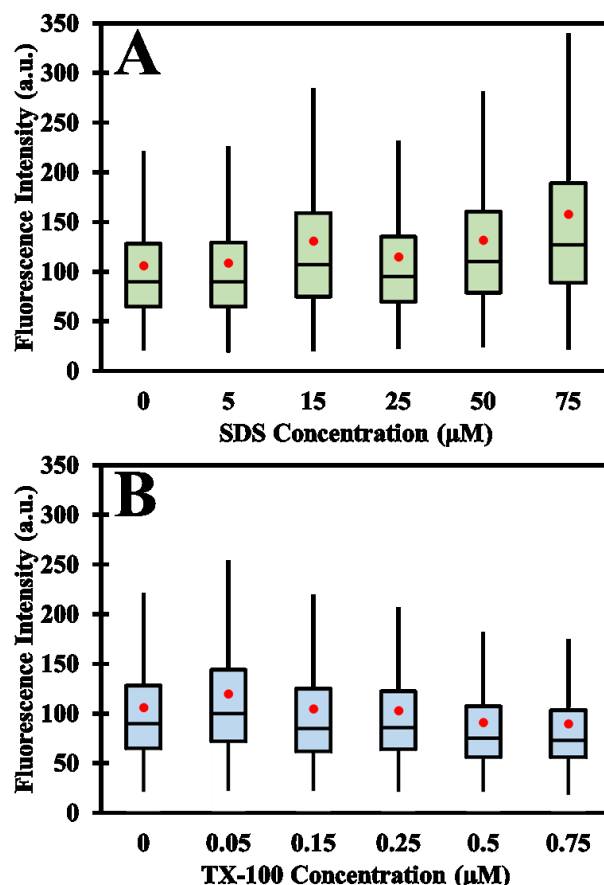 A
Fluorescence Intensity (a.u.)
350
300
250
200
150
100
50
0
0 5 15 25 50 75
SDS Concentration (μM)
B
Fluorescence Intensity (a.u.)
350
300
250
200
150
100
50
0
0 0.05 0.15 0.25 0.5 0.75
TX-100 Concentration (μM)